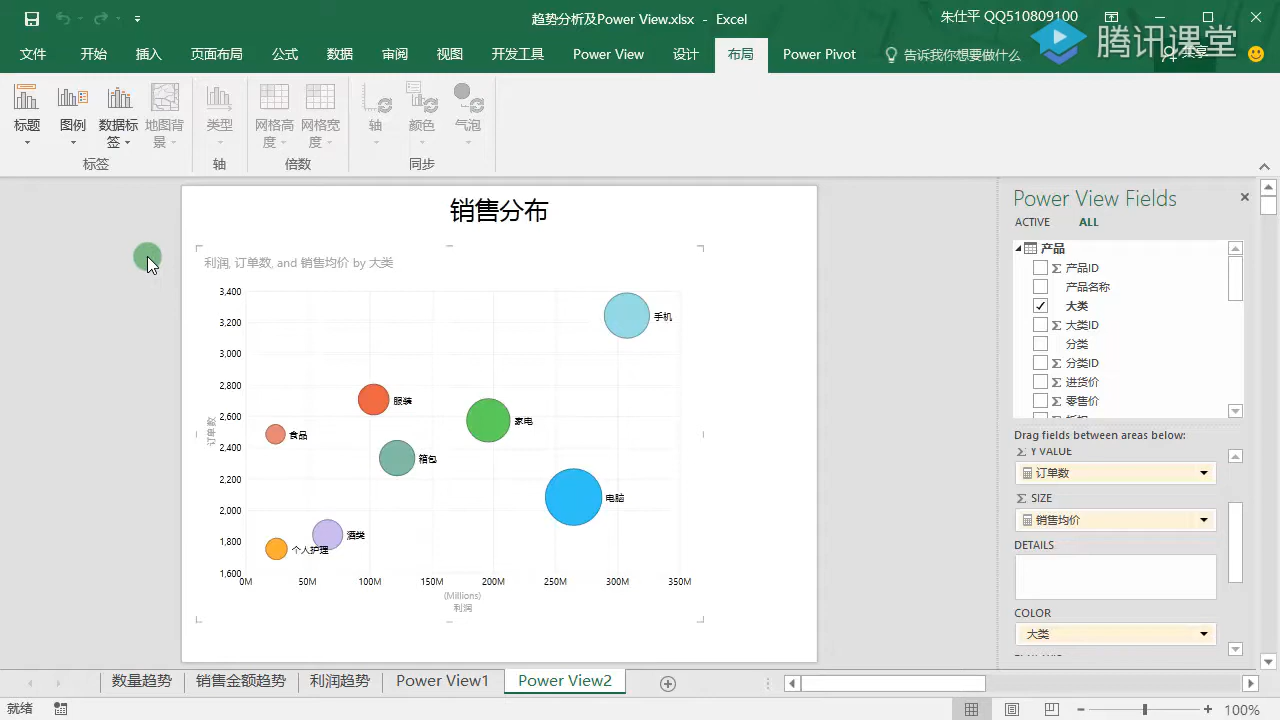 趋势分析及Power View.xlsx - Excel
朱仕平 QQ510809100
腾讯课堂
文件 开始 插入 页面布局 公式 数据 审阅 视图 开发工具 Power View 设计 布局 Power Pivot 告诉我你想要做什么
标题 图例 数据标签 地图背景 类型 网格高度 网格宽度 轴 颜色 气泡
标签 轴 倍数 同步
销售分布
利润, 订单数, and 销售均价 by 大类
3,400
3,200
3,000
2,800
2,600
2,400
2,200
2,000
1,800
1,600
订单数
手机
服装
家电
食品
箱包
电脑
酒类
个人护理
0M 50M 100M 150M 200M 250M 300M 350M
(Millions)
利润
Power View Fields
ACTIVE ALL
产品
Σ 产品ID
产品名称
大类
Σ 大类ID
分类
Σ 分类ID
Σ 进货价
Σ 零售价
Drag fields between areas below:
Σ Y VALUE
订单数
Σ SIZE
销售均价
DETAILS
COLOR
大类
数量趋势 销售金额趋势 利润趋势 Power View1 Power View2
就绪
100%